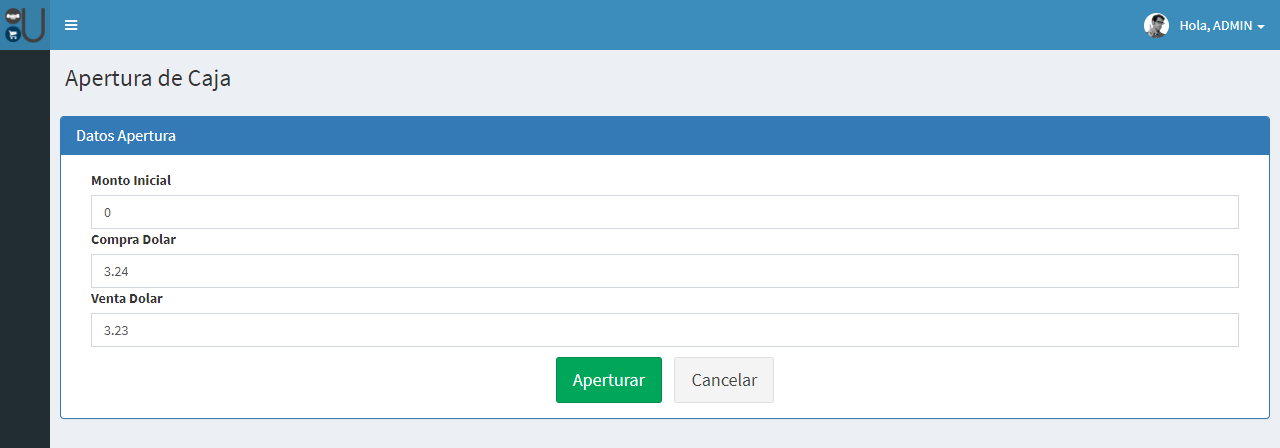 U
Hola, ADMIN
Apertura de Caja
Datos Apertura
Monto Inicial
0
Compra Dolar
3.24
Venta Dolar
3.23
Aperturar
Cancelar